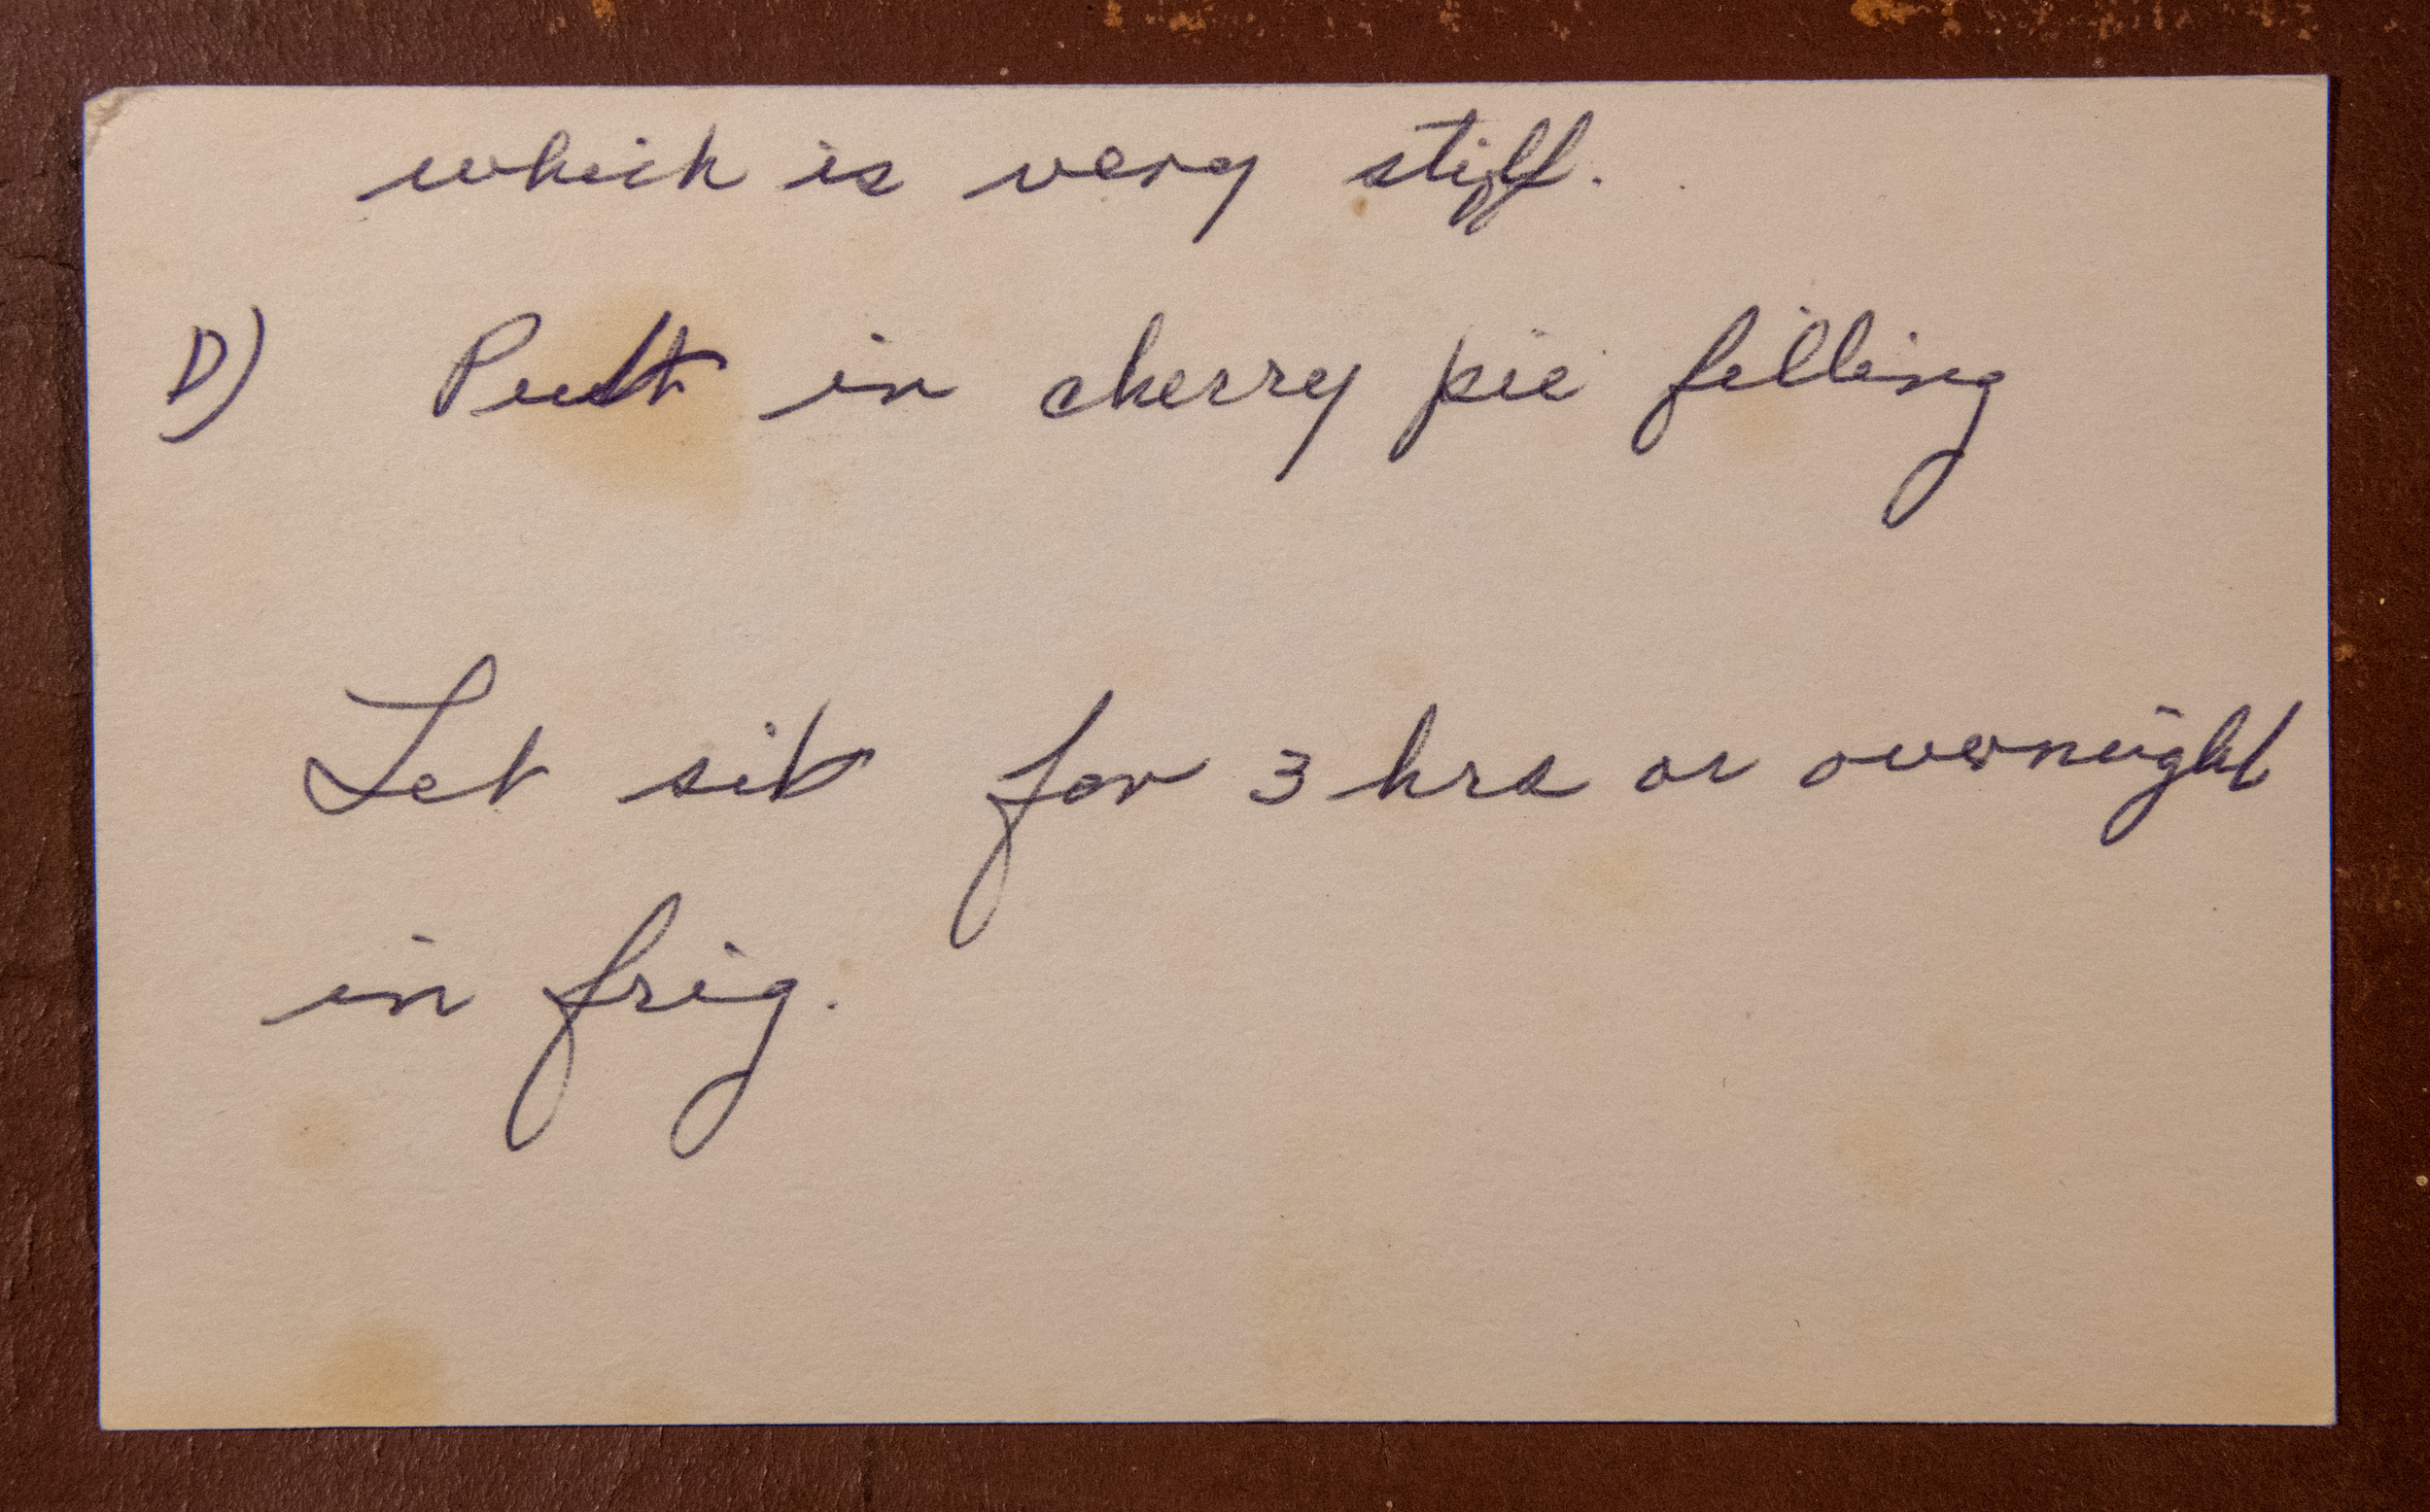 which is very stiff.
D) Put in cherry pie filling
Let sit for 3 hrs or overnight
in frig.